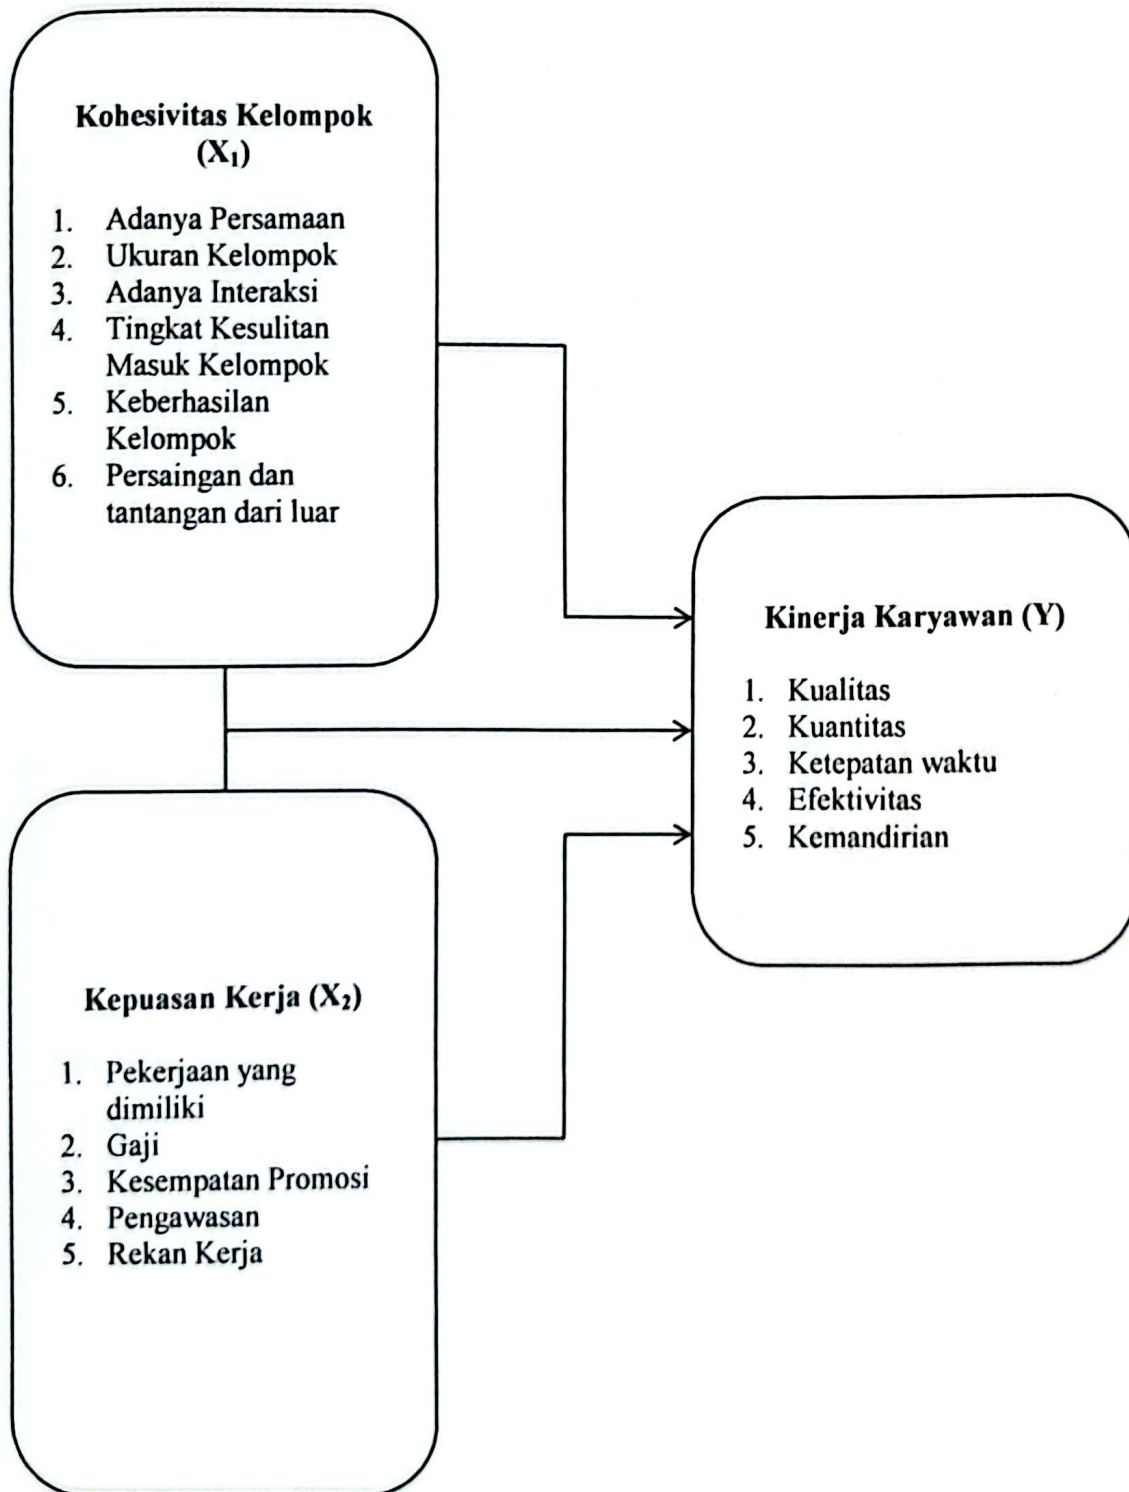 Kohesivitas Kelompok
(X₁)
1. Adanya Persamaan
2. Ukuran Kelompok
3. Adanya Interaksi
4. Tingkat Kesulitan
Masuk Kelompok
5. Keberhasilan
Kelompok
6. Persaingan dan
tantangan dari luar
Kinerja Karyawan (Y)
1. Kualitas
2. Kuantitas
3. Ketepatan waktu
4. Efektivitas
5. Kemandirian
Kepuasan Kerja (X₂)
1. Pekerjaan yang
dimiliki
2. Gaji
3. Kesempatan Promosi
4. Pengawasan
5. Rekan Kerja